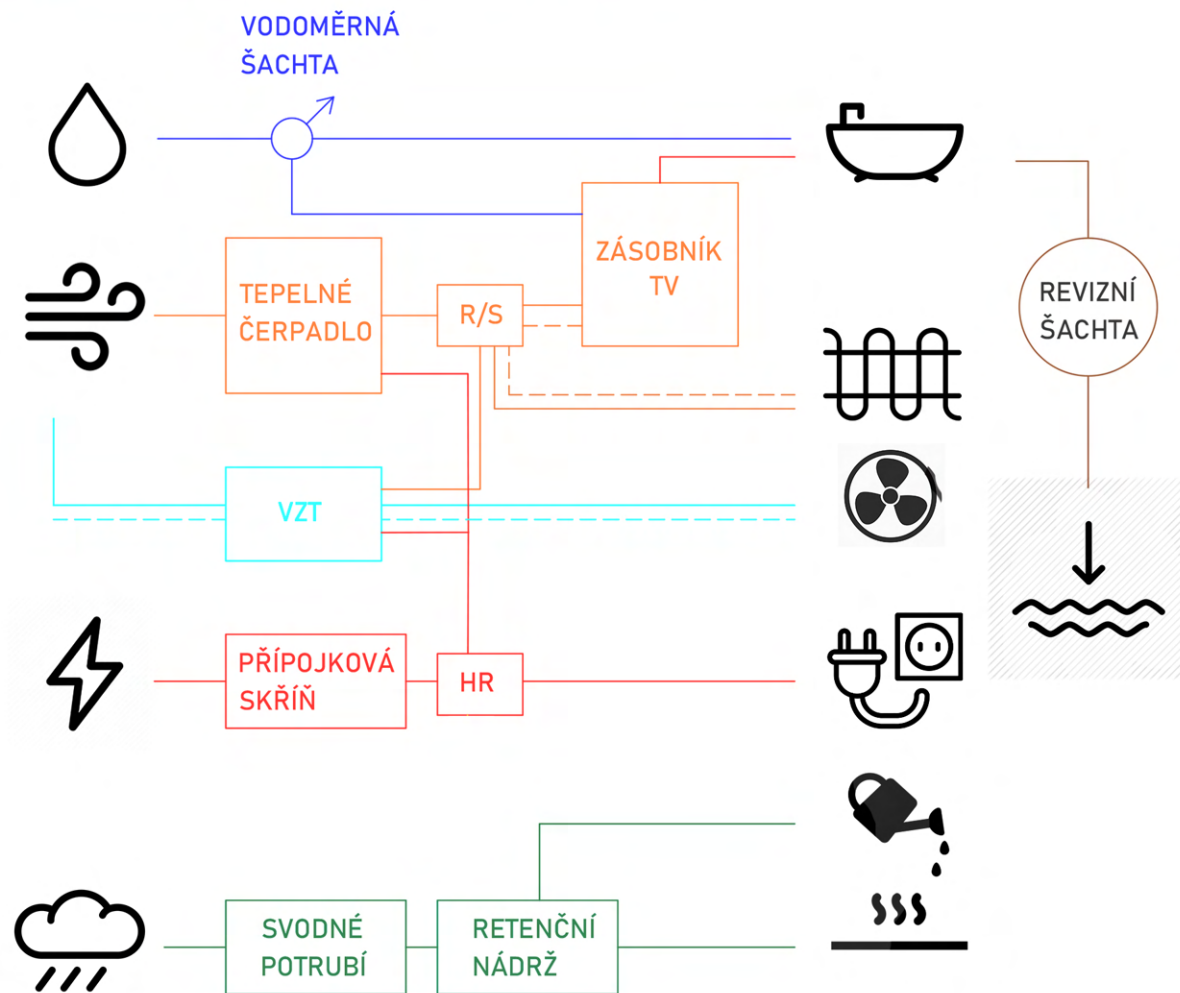 VODOMĚRNÁ
ŠACHTA
ZÁSOBNÍK
TV
TEPELNÉ
ČERPADLO
R/S
REVIZNÍ
ŠACHTA
VZT
PŘÍPOJKOVÁ
SKŘÍŇ
HR
SVODNÉ
POTRUBÍ
RETENČNÍ
NÁDRŽ